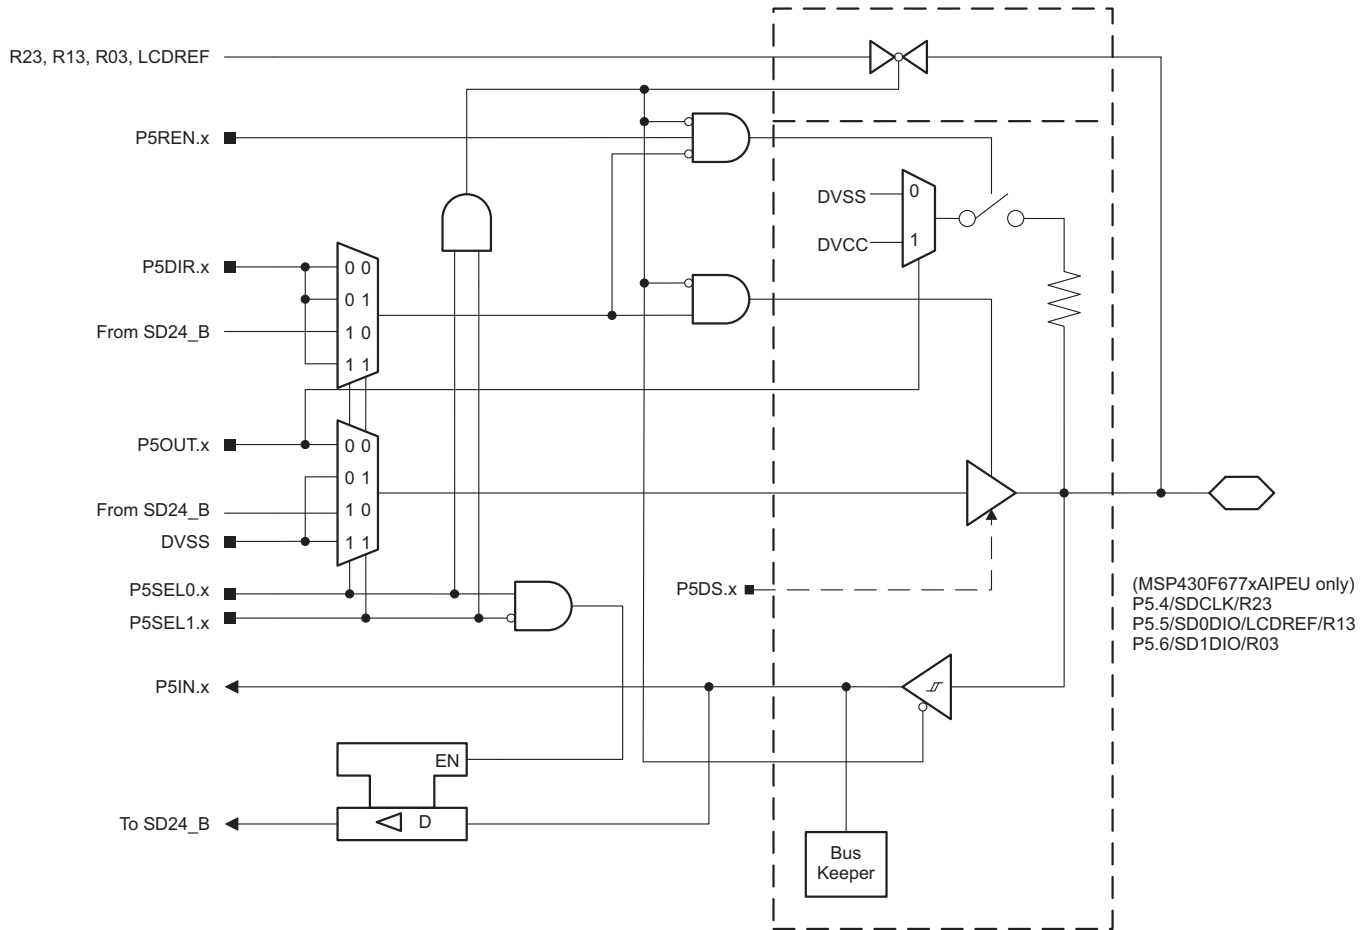 R23, R13, R03, LCDREF
P5REN.x
DVSS
0
DVCC
1
P5DIR.x
0 0
0 1
From SD24_B
1 0
1 1
P5OUT.x
0 0
0 1
From SD24_B
1 0
DVSS
1 1
P5SEL0.x
P5SEL1.x
P5DS.x
(MSP430F677xAIPEU only)
P5.4/SDCLK/R23
P5.5/SD0DIO/LCDREF/R13
P5.6/SD1DIO/R03
P5IN.x
EN
To SD24_B
D
Bus
Keeper